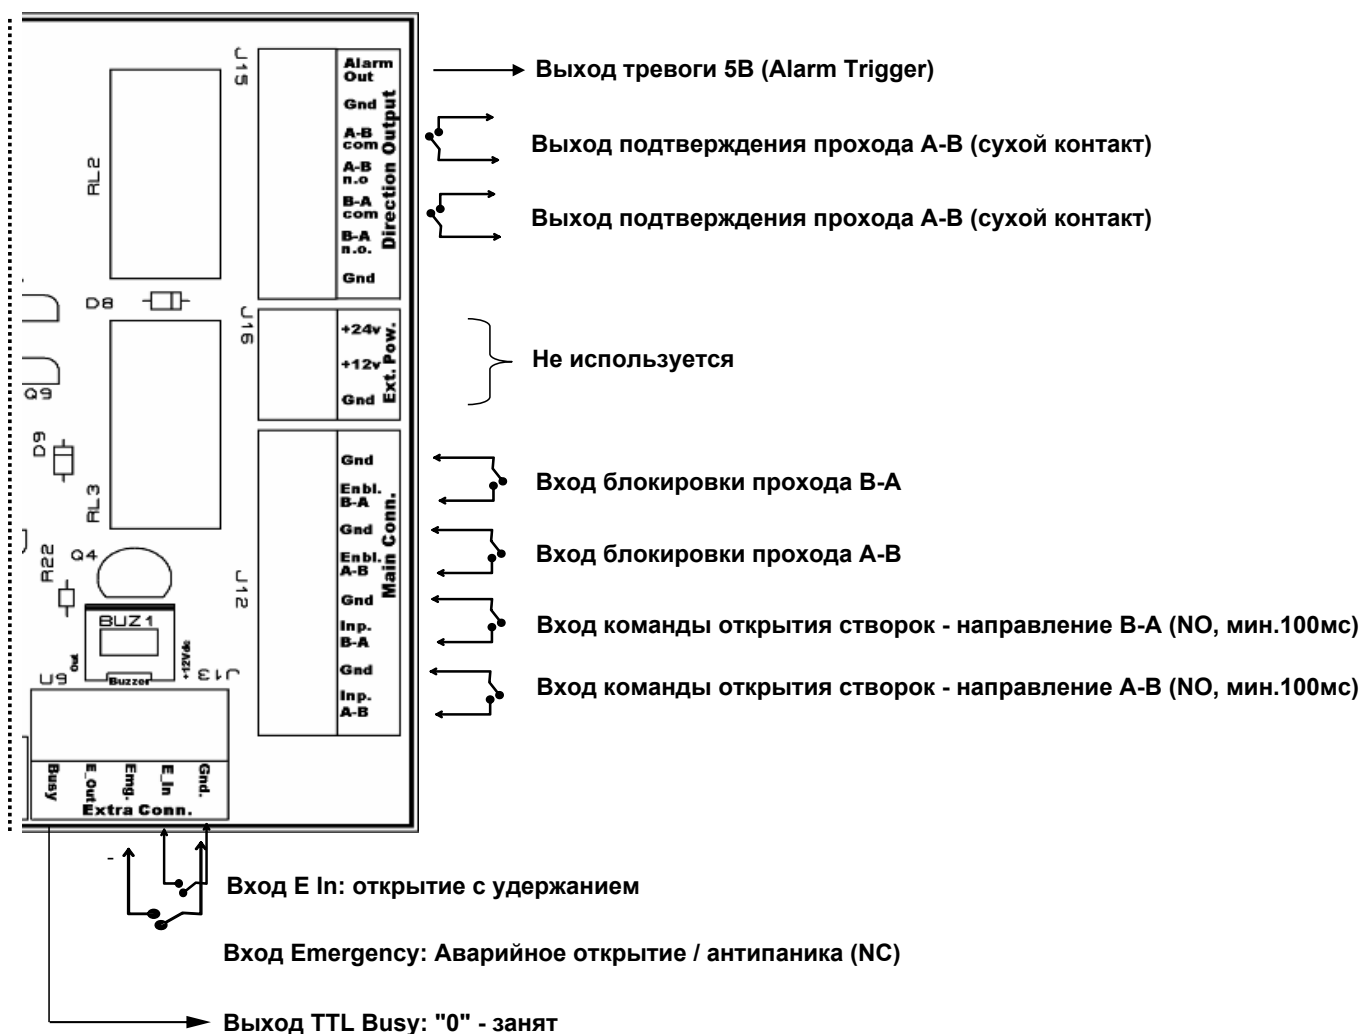 J15
Alarm
Out
Gnd
A-B
com
A-B
n.o
B-A
com
B-A
n.o.
Gnd
Direction Output
Выход тревоги 5В (Alarm Trigger)
Выход подтверждения прохода А-В (сухой контакт)
Выход подтверждения прохода А-В (сухой контакт)
RL2
D8
J16
+24v
+12v
Gnd
Ext. Pow.
Не используется
Q9
D9
RL3
R22
Q4
J12
Gnd
Enbl.
B-A
Gnd
Enbl.
A-B
Gnd
Inp.
B-A
Gnd
Inp.
A-B
Main Conn.
Вход блокировки прохода В-А
Вход блокировки прохода А-В
Вход команды открытия створок - направление В-А (NO, мин.100мс)
Вход команды открытия створок - направление А-В (NO, мин.100мс)
BUZ1
Out
+12Vdc
Buzzer
U9
J13
Busy
E_Out
Emg.
E_In
Gnd.
Extra Conn.
-
Вход E In: открытие с удержанием
Вход Emergency: Аварийное открытие / антипаника (NC)
Выход TTL Busy: "0" - занят